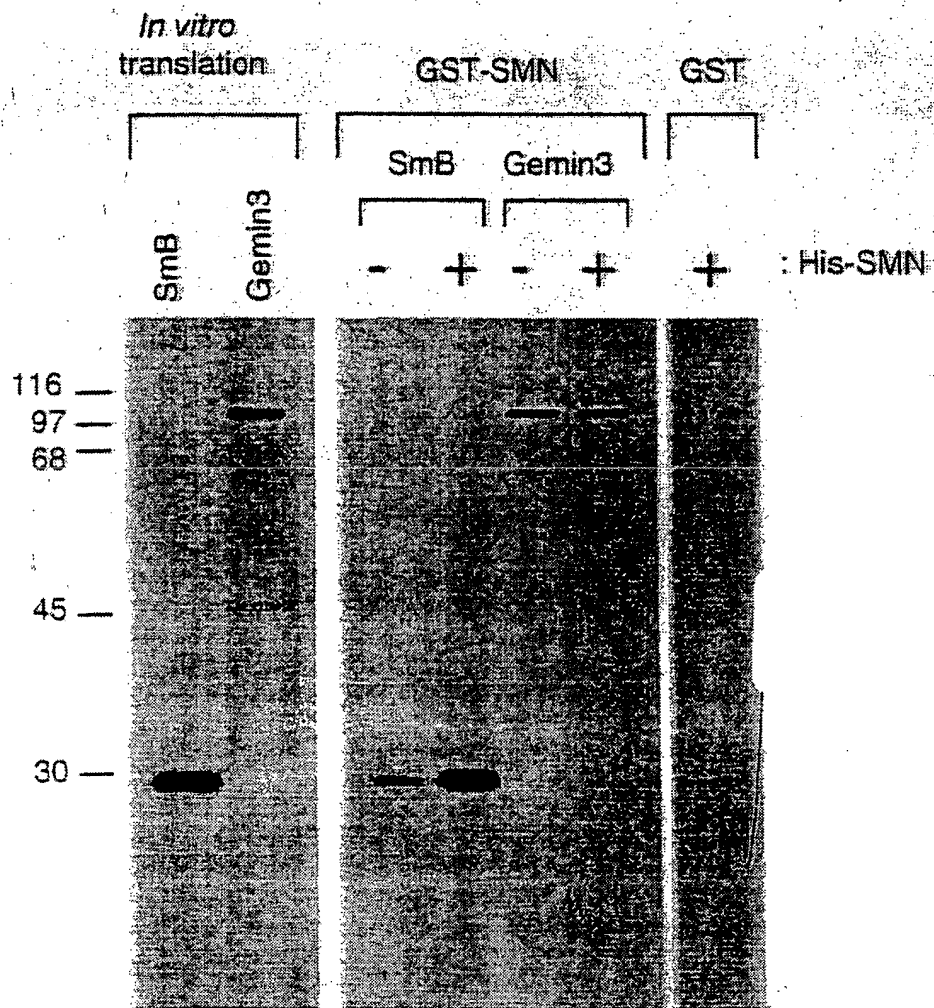 In vitro
translation
GST-SMN
GST
SmB
Gemin3
SmB
Gemin3
- + - + + : His-SMN
116
97
68
45
30